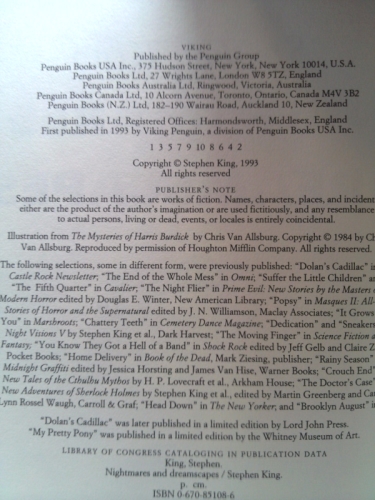 VIKING
Published by the Penguin Group
Penguin Books USA Inc., 375 Hudson Street, New York, New York 10014, U.S.A.
Penguin Books Ltd, 27 Wrights Lane, London W8 5TZ, England
Penguin Books Australia Ltd, Ringwood, Victoria, Australia
Penguin Books Canada Ltd, 10 Alcorn Avenue, Toronto, Ontario, Canada M4V 3B2
Penguin Books (N.Z.) Ltd, 182–190 Wairau Road, Auckland 10, New Zealand
Penguin Books Ltd, Registered Offices: Harmondsworth, Middlesex, England
First published in 1993 by Viking Penguin, a division of Penguin Books USA Inc.
1 3 5 7 9 10 8 6 4 2
Copyright © Stephen King, 1993
All rights reserved
PUBLISHER'S NOTE
Some of the selections in this book are works of fiction. Names, characters, places, and incident
either are the product of the author's imagination or are used fictitiously, and any resemblance
to actual persons, living or dead, events, or locales is entirely coincidental.
Illustration from The Mysteries of Harris Burdick by Chris Van Allsburg. Copyright © 1984 by Ch
Van Allsburg. Reproduced by permission of Houghton Mifflin Company. All rights reserved.
The following selections, some in different form, were previously published: "Dolan's Cadillac" i
Castle Rock Newsletter; "The End of the Whole Mess" in Omni; "Suffer the Little Children" a
"The Fifth Quarter" in Cavalier; "The Night Flier" in Prime Evil: New Stories by the Masters
Modern Horror edited by Douglas E. Winter, New American Library; "Popsy" in Masques II: All-
Stories of Horror and the Supernatural edited by J. N. Williamson, Maclay Associates; "It Grows
You" in Marshroots; "Chattery Teeth" in Cemetery Dance Magazine; "Dedication" and "Sneakers
Night Visions V by Stephen King et al., Dark Harvest; "The Moving Finger" in Science Fiction
Fantasy; "You Know They Got a Hell of a Band" in Shock Rock edited by Jeff Gelb and Claire Z
Pocket Books; "Home Delivery" in Book of the Dead, Mark Ziesing, publisher; "Rainy Season"
Midnight Graffiti edited by Jessica Horsting and James Van Hise, Warner Books; "Crouch End"
New Tales of the Cthulhu Mythos by H. P. Lovecraft et al., Arkham House; "The Doctor's Case"
New Adventures of Sherlock Holmes by Stephen King et al., edited by Martin Greenberg and Ca
Lynn Rossel Waugh, Carroll & Graf; "Head Down" in The New Yorker; and "Brooklyn August" i
"Dolan's Cadillac" was later published in a limited edition by Lord John Press.
"My Pretty Pony" was published in a limited edition by the Whitney Museum of Art.
LIBRARY OF CONGRESS CATALOGING IN PUBLICATION DATA
King, Stephen.
Nightmares and dreamscapes / Stephen King.
p. cm.
ISBN 0-670-85108-6